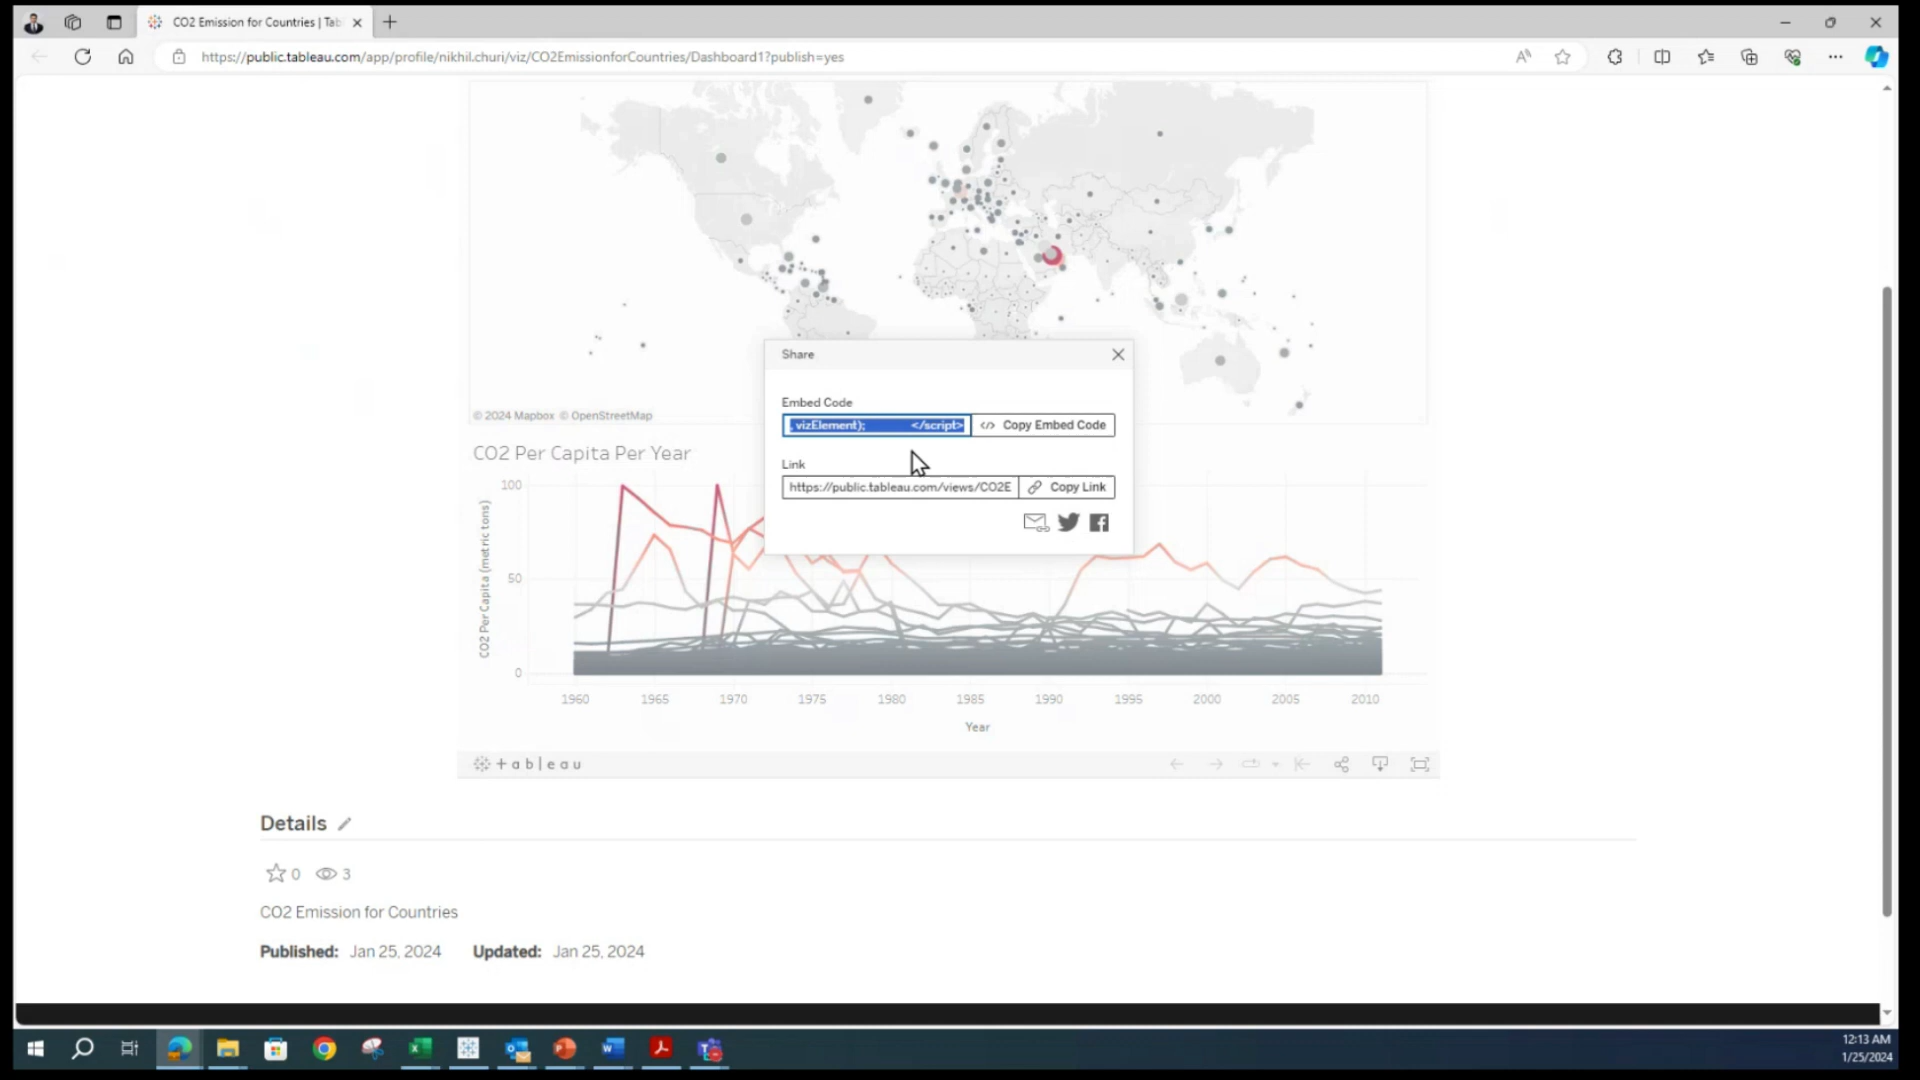 CO2 Emission for Countries | Tab
https://public.tableau.com/app/profile/nikhil.churi/viz/CO2EmissionforCountries/Dashboard1?publish=yes
© 2024 Mapbox © OpenStreetMap
Share
Embed Code
, vizElement); </script>
Copy Embed Code
Link
https://public.tableau.com/views/CO2E
Copy Link
CO2 Per Capita Per Year
CO2 Per Capita (metric tons)
100
50
0
1960 1965 1970 1975 1980 1985 1990 1995 2000 2005 2010
Year
+ a b | e a u
Details
0 3
CO2 Emission for Countries
Published: Jan 25, 2024 Updated: Jan 25, 2024
12:13 AM
1/25/2024